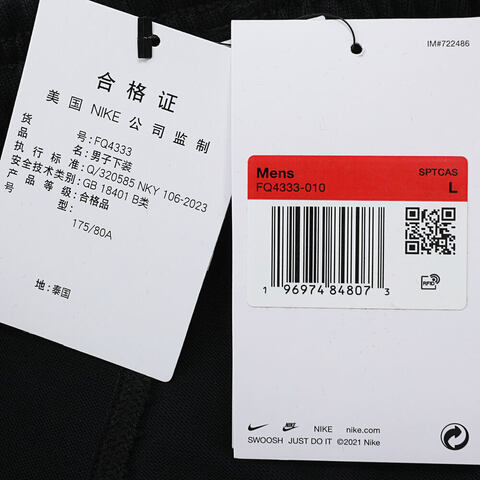 合格证
美国 NIKE 公司监制
货 号: FQ4333
品 名: 男子下装
执行标准: Q/320585 NKY 106-2023
安全技术类别: GB 18401 B类
产品等级: 合格品
型:
175/80A
地: 泰国
IM#722486
Mens SPTCAS
FQ4333-010 L
1 96974 84807 3
RFID
NIKE nike.com
SWOOSH JUST DO IT ©2021 Nike